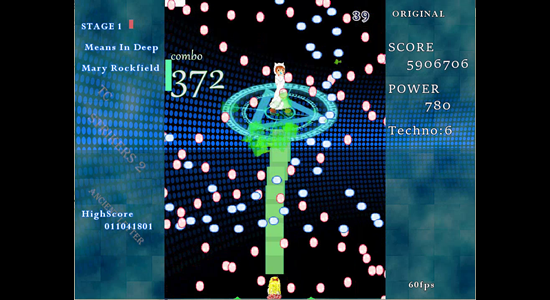 STAGE 1
Means In Deep
Mary Rockfield
HighScore
011041801
combo
372
39
ORIGINAL
SCORE
5906706
POWER
780
Techno:6
60fps